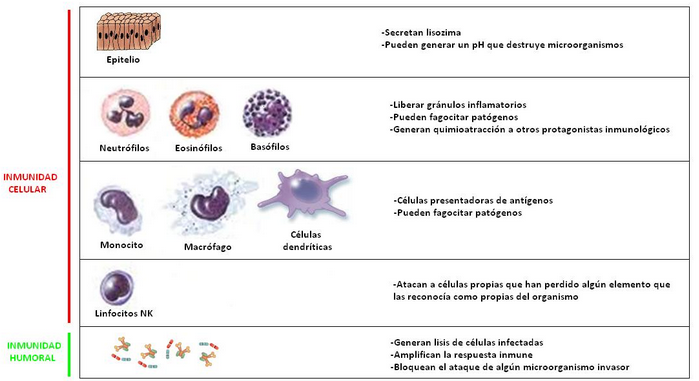 Epitelio
-Secretan lisozima
-Pueden generar un pH que destruye microorganismos
Neutrófilos
Eosinófilos
Basófilos
-Liberar gránulos inflamatorios
-Pueden fagocitar patógenos
-Generan quimioatracción a otros protagonistas inmunológicos
INMUNIDAD
CELULAR
Monocito
Macrófago
Células
dendríticas
-Células presentadoras de antígenos
-Pueden fagocitar patógenos
Linfocitos NK
-Atacan a células propias que han perdido algún elemento que
las reconocía como propias del organismo
INMUNIDAD
HUMORAL
-Generan lisis de células infectadas
-Amplifican la respuesta inmune
-Bloquean el ataque de algún microorganismo invasor